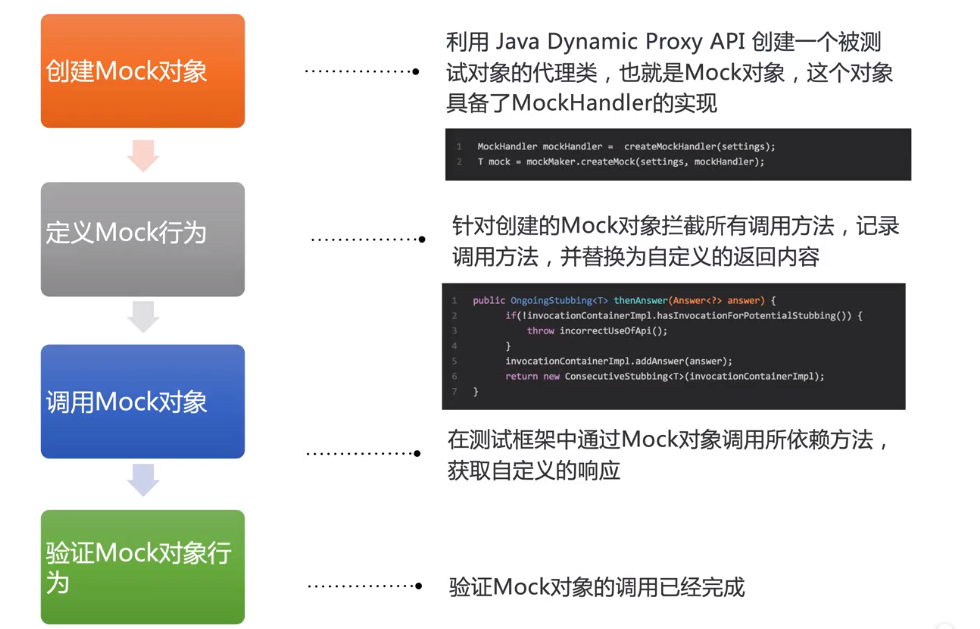 创建Mock对象
利用 Java Dynamic Proxy API 创建一个被测
试对象的代理类，也就是Mock对象，这个对象
具备了MockHandler的实现
1 MockHandler mockHandler =  createMockHandler(settings);
2 T mock = mockMaker.createMock(settings, mockHandler);
定义Mock行为
针对创建的Mock对象拦截所有调用方法，记录
调用方法，并替换为自定义的返回内容
1 public OngoingStubbing<T> thenAnswer(Answer<?> answer) {
2 if(!invocationContainerImpl.hasInvocationForPotentialStubbing()) {
3 throw incorrectUseOfApi();
4 }
5 invocationContainerImpl.addAnswer(answer);
6 return new ConsecutiveStubbing<T>(invocationContainerImpl);
7 }
调用Mock对象
在测试框架中通过Mock对象调用所依赖方法，
获取自定义的响应
验证Mock对象行
为
验证Mock对象的调用已经完成